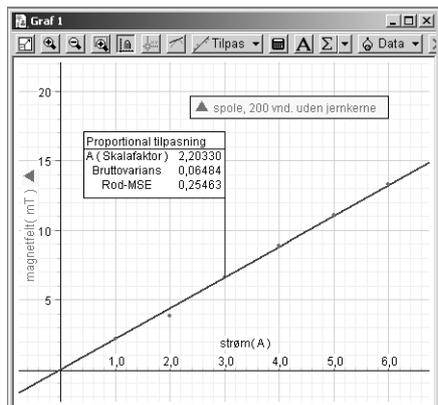 Graf 1
Tilpas
A
Σ
Data
20
spole, 200 vnd. uden jernkerne
Proportional tilpasning
A ( Skalafaktor ) 2,20330
Bruttovarians 0,06484
Rod-MSE 0,25463
15
magnetfelt( mT )
10
5
strøm(A)
1,0 2,0 3,0 4,0 5,0 6,0